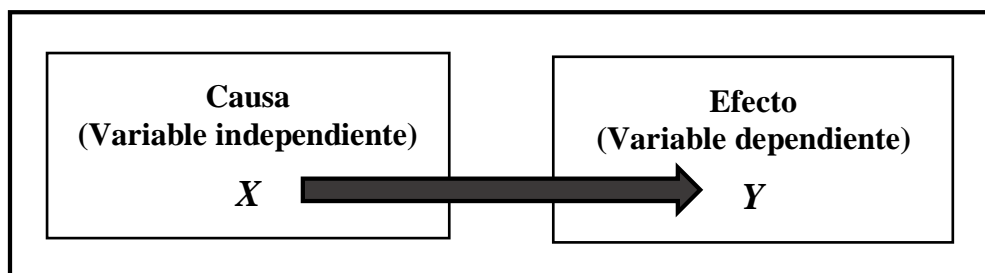 Causa
(Variable independiente)
X
Efecto
(Variable dependiente)
Y